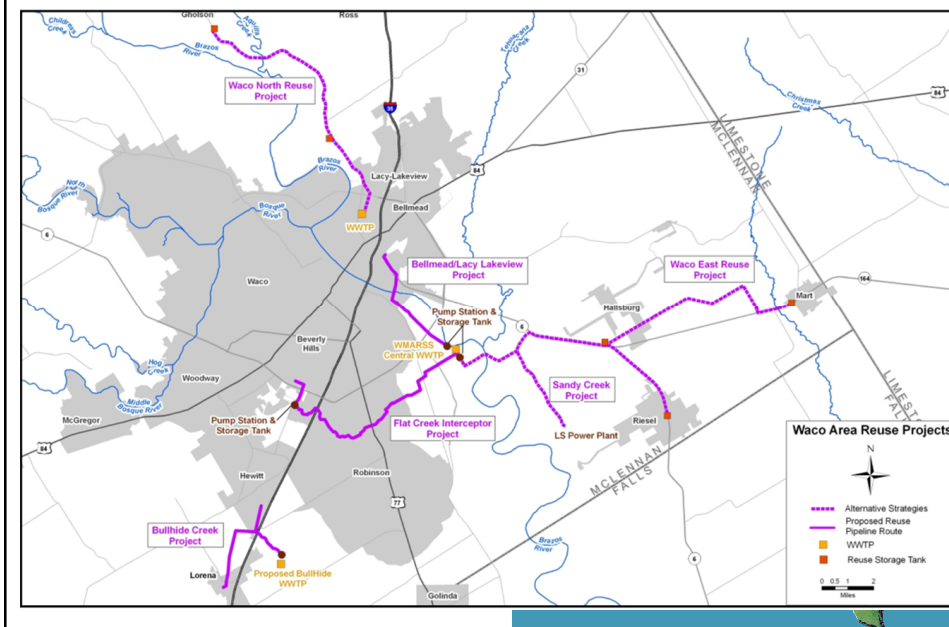 Gholson
Ross
Childress
Creek
Aquilla
Creek
Brazos
River
Tehuacana
Creek
31
Waco North Reuse
Project
35
Christmas
Creek
84
LIMESTONE
MCLENNAN
Brazos
River
Lacy-Lakeview
84
North
Bosque River
Bosque
River
Bellmead
WWTP
6
Bellmead/Lacy Lakeview
Project
Waco East Reuse
Project
164
Waco
Mart
Hallsburg
Pump Station &
Storage Tank
6
Beverly
Hills
WMARSS
Central WWTP
Hog
Creek
Woodway
Middle
Bosque River
Sandy Creek
Project
McGregor
Pump Station &
Storage Tank
Flat Creek Interceptor
Project
LS Power Plant
Riesel
LIMEST
FALL
84
MCLENNAN
FALLS
Hewitt
Robinson
77
Bullhide Creek
Project
Brazos
River
6
Lorena
Proposed BullHide
WWTP
Golinda
Waco Area Reuse Projects
N
Alternative Strategies
Proposed Reuse
Pipeline Route
WWTP
Reuse Storage Tank
0 0.5 1 2
Miles